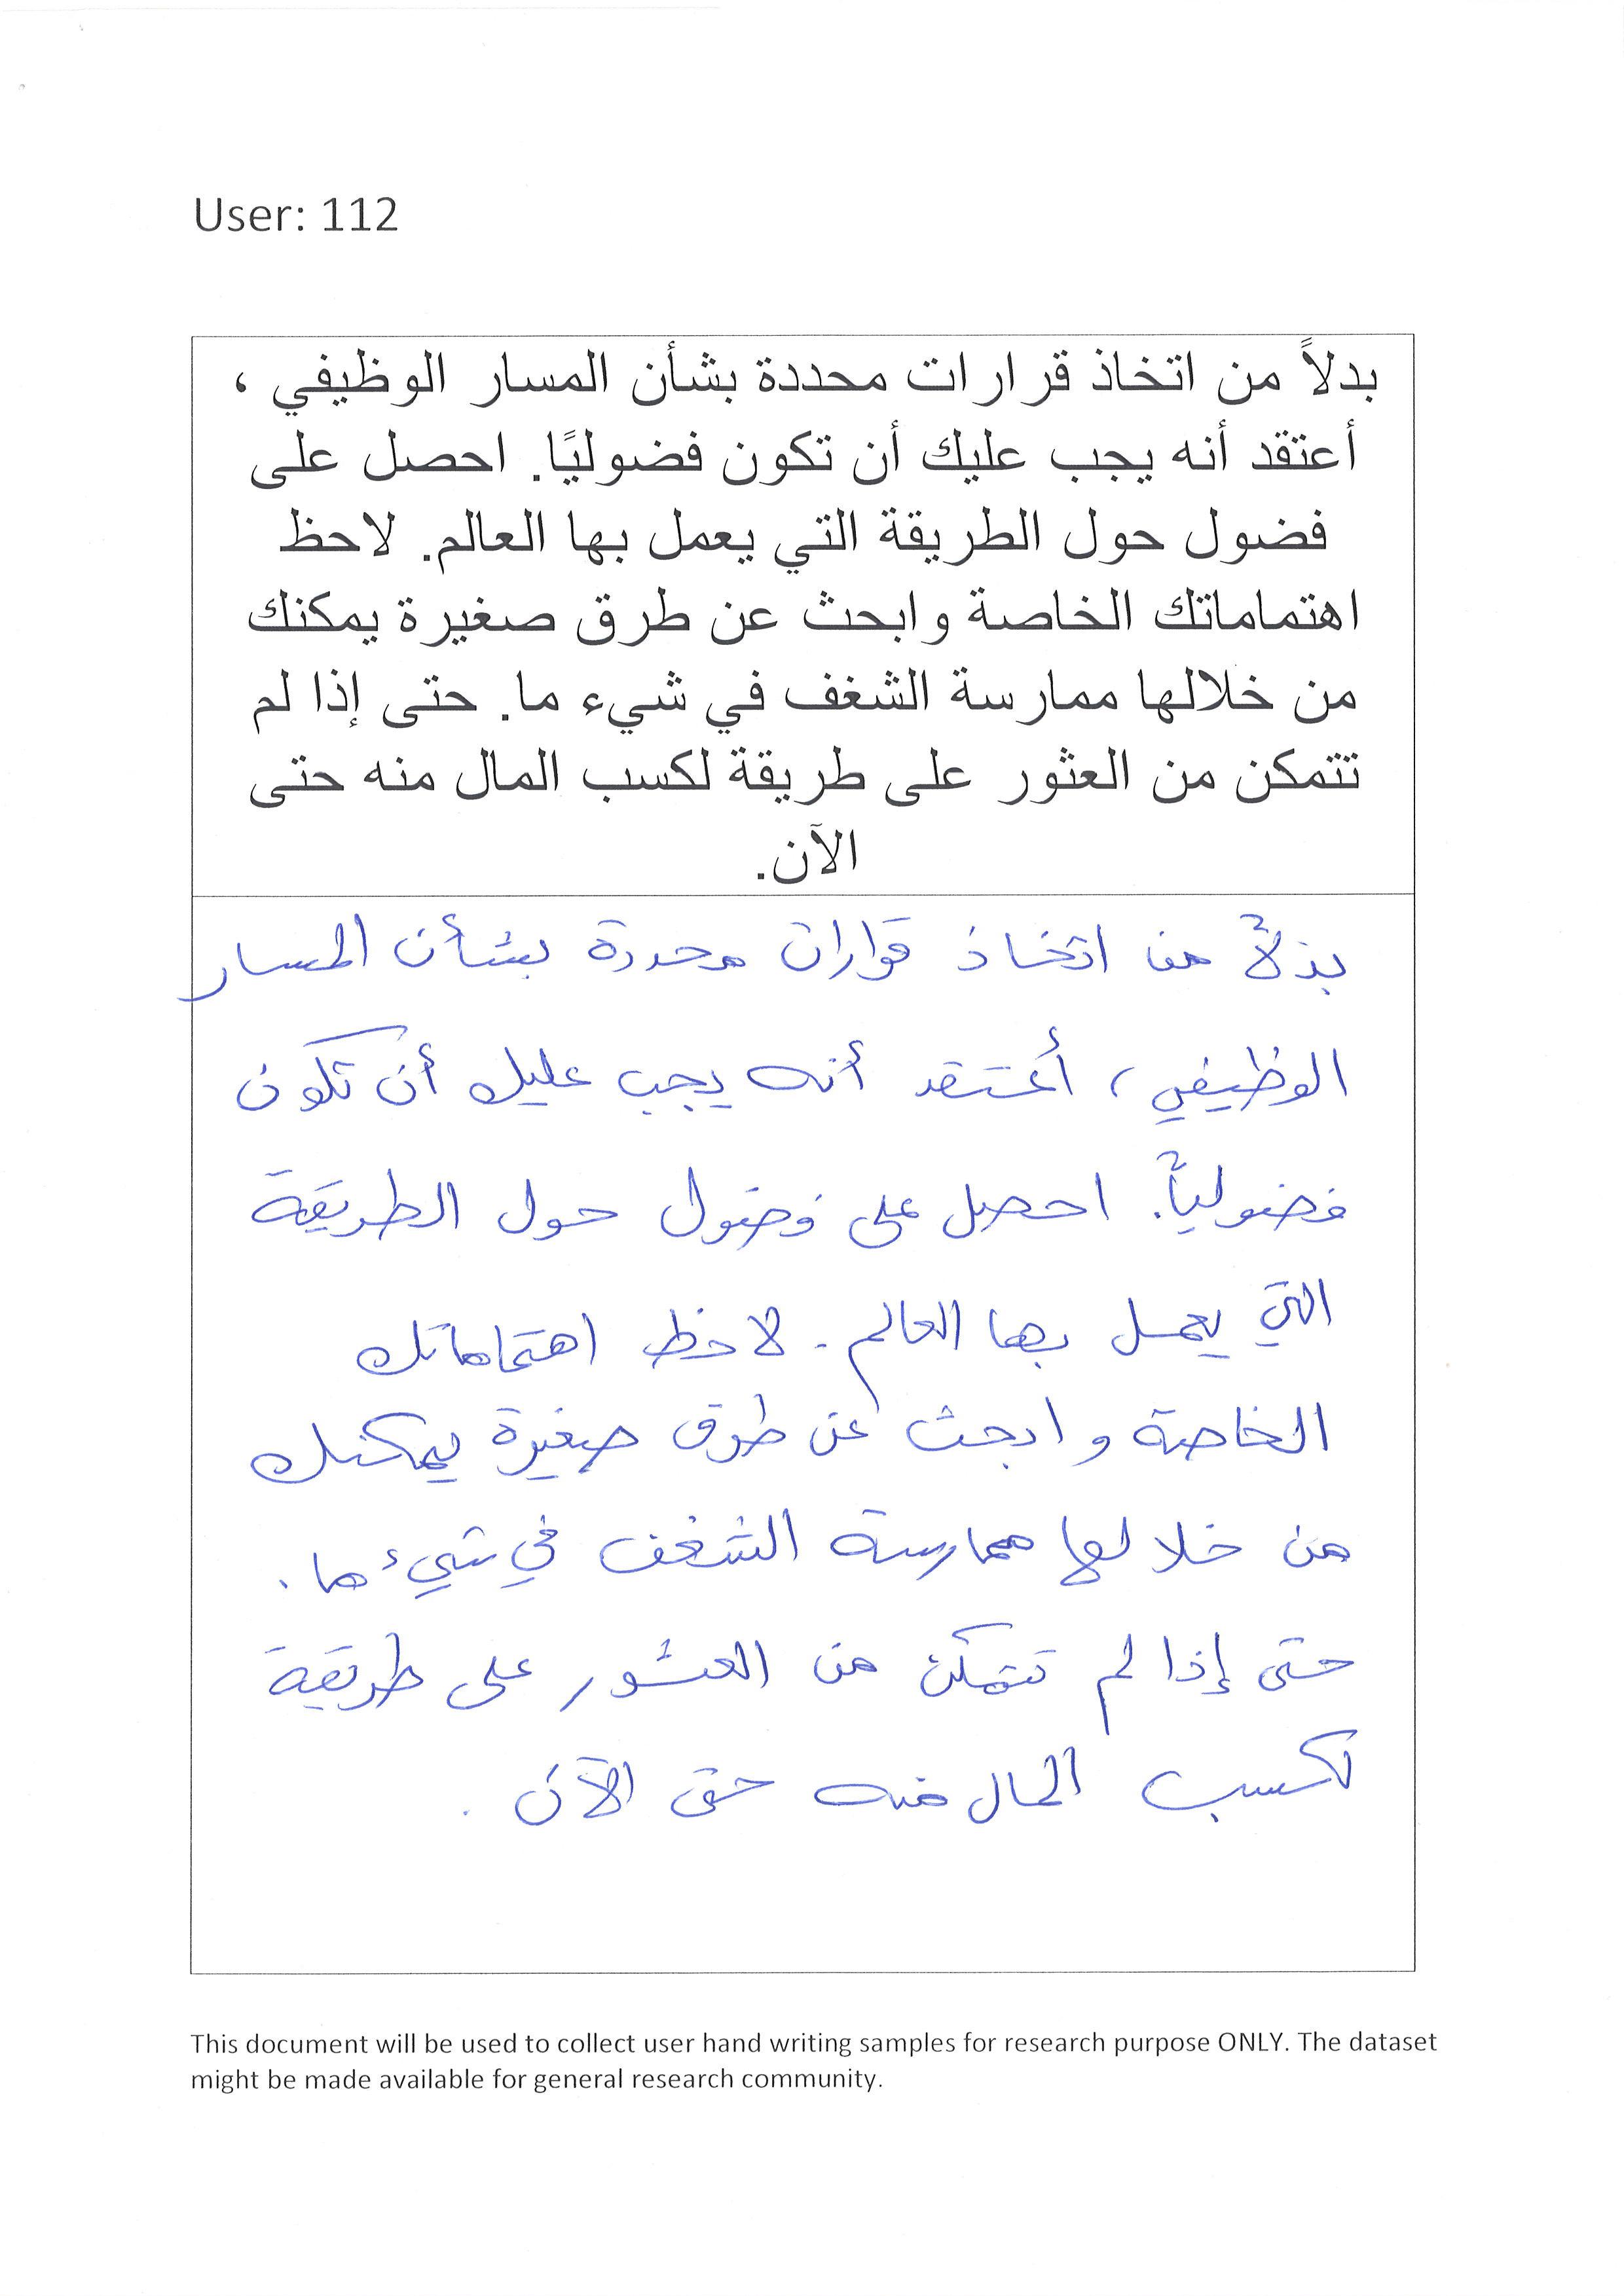 User: 112
بدلاً من اتخاذ قرارات محددة بشأن المسار الوظيفي ،
أعتقد أنه يجب عليك أن تكون فضوليًا. احصل على
فضول حول الطريقة التي يعمل بها العالم. لاحظ
اهتماماتك الخاصة وابحث عن طرق صغيرة يمكنك
من خلالها ممارسة الشغف في شيء ما. حتى إذا لم
تتمكن من العثور على طريقة لكسب المال منه حتى
الآن.
بذلاً من اتخاذ قرارات محددة بشأن المسار
الوظيفي، أعتقد أنه يجب عليك أن تكون
فضولياً. احصل على فضول حول الطريقة
التي يعمل بها العالم. لاحظ اهتماماتك
الخاصة وابحث عن طرق صغيرة يمكنك
من خلالها ممارسة الشغف في شيء ما.
حتى إذا لم تتمكن من العثور على طريقة
لكسب المال منه حتى الآن.
This document will be used to collect user hand writing samples for research purpose ONLY. The dataset
might be made available for general research community.